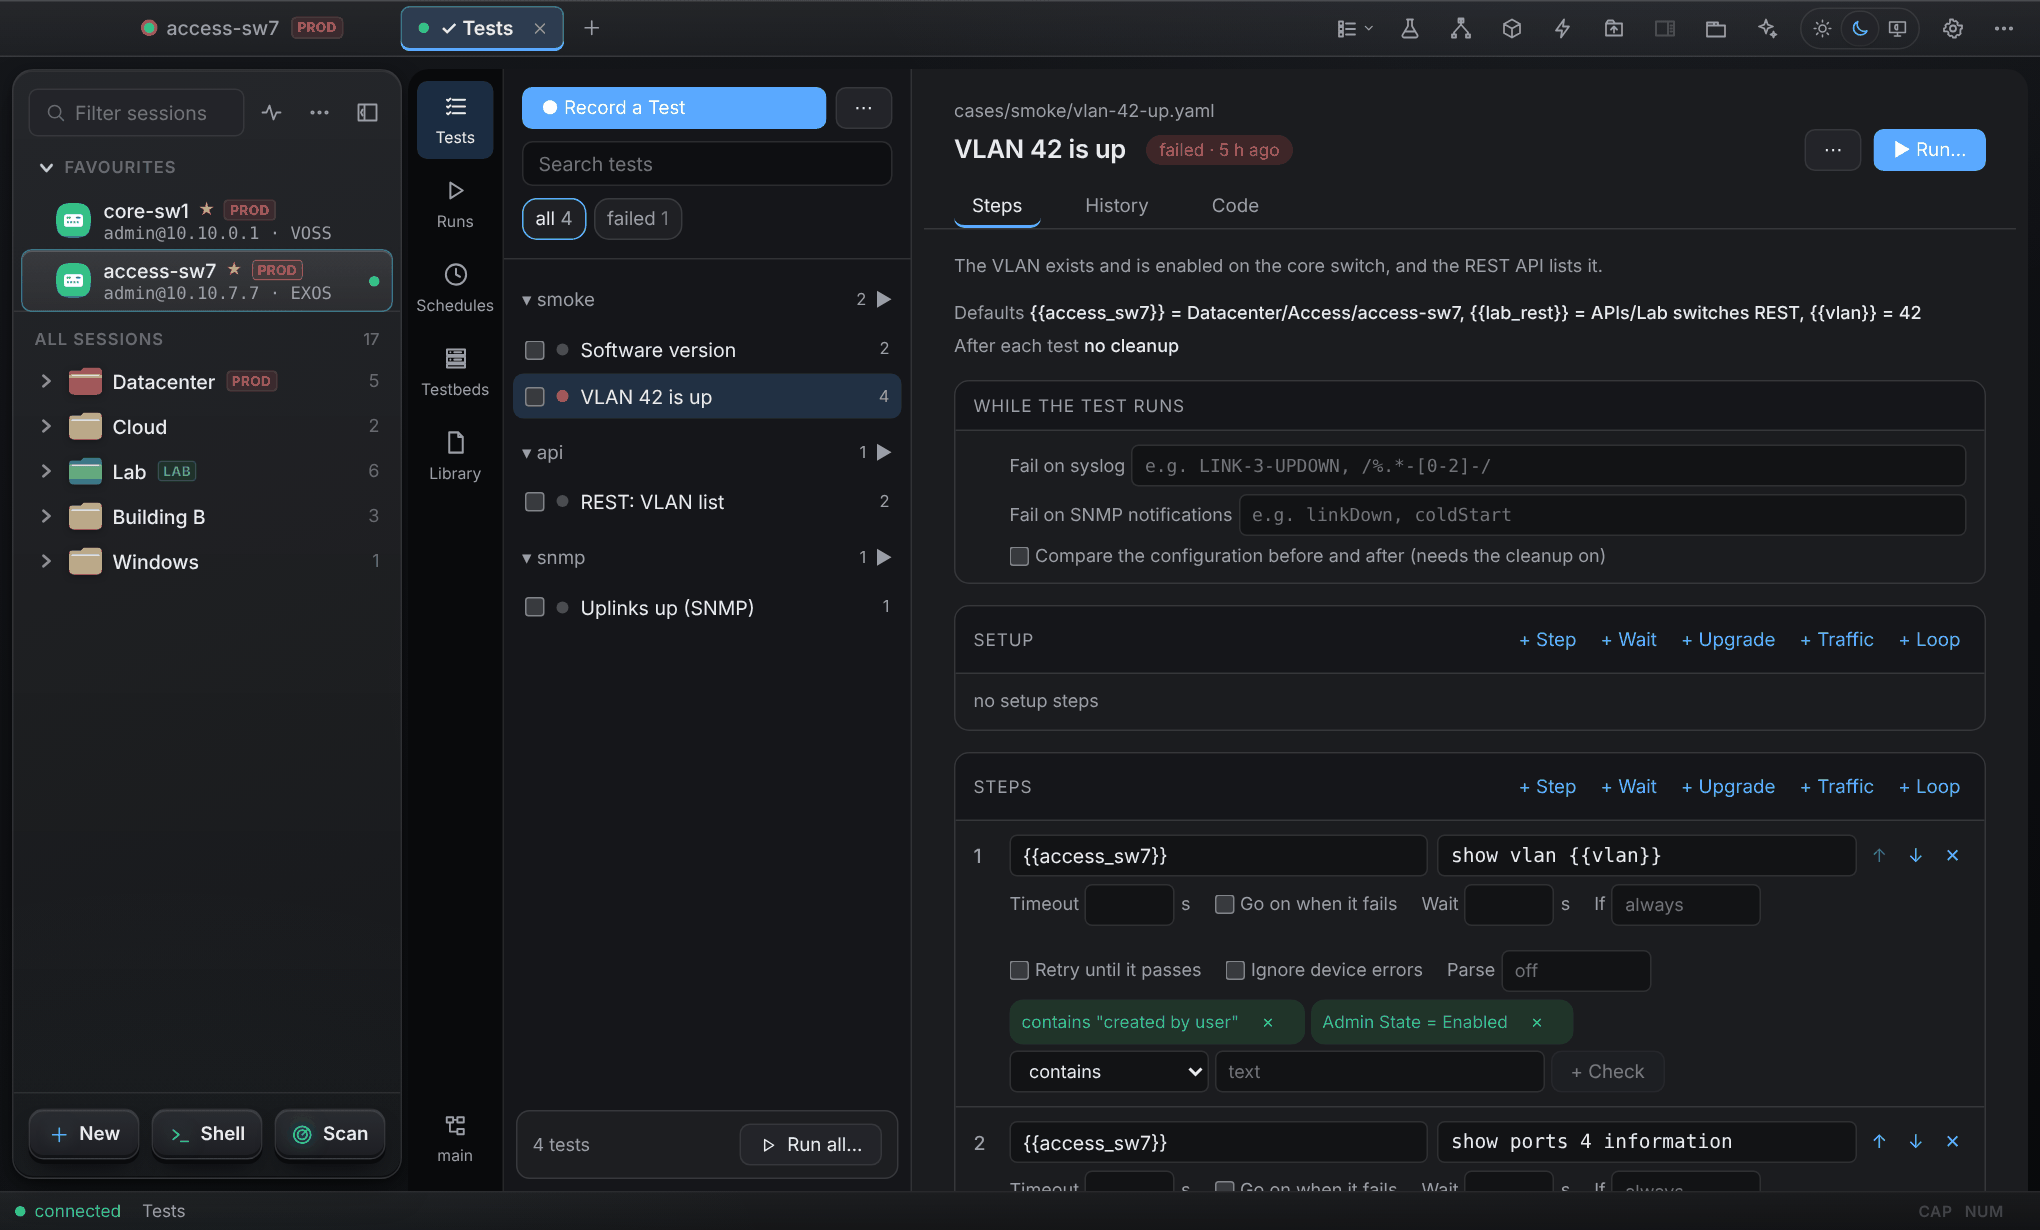 access-sw7 PROD
✓ Tests ×
Filter sessions
FAVOURITES
core-sw1 ★ PROD
admin@10.10.0.1 · VOSS
access-sw7 ★ PROD
admin@10.10.7.7 · EXOS
ALL SESSIONS 17
Datacenter PROD 5
Cloud 2
Lab LAB 6
Building B 3
Windows 1
+ New
>_ Shell
Scan
Tests
Runs
Schedules
Testbeds
Library
main
Record a Test
...
Search tests
all 4
failed 1
▾ smoke 2 ▶
Software version 2
VLAN 42 is up 4
▾ api 1 ▶
REST: VLAN list 2
▾ snmp 1 ▶
Uplinks up (SNMP) 1
4 tests
Run all...
cases/smoke/vlan-42-up.yaml
VLAN 42 is up failed · 5 h ago
...
▶ Run...
Steps History Code
The VLAN exists and is enabled on the core switch, and the REST API lists it.
Defaults {{access_sw7}} = Datacenter/Access/access-sw7, {{lab_rest}} = APIs/Lab switches REST, {{vlan}} = 42
After each test no cleanup
WHILE THE TEST RUNS
Fail on syslog e.g. LINK-3-UPDOWN, /%.*-[0-2]-/
Fail on SNMP notifications e.g. linkDown, coldStart
Compare the configuration before and after (needs the cleanup on)
SETUP + Step + Wait + Upgrade + Traffic + Loop
no setup steps
STEPS + Step + Wait + Upgrade + Traffic + Loop
1 {{access_sw7}} show vlan {{vlan}} ↑ ↓ ×
Timeout s Go on when it fails Wait s If always
Retry until it passes Ignore device errors Parse off
contains "created by user" × Admin State = Enabled ×
contains text + Check
2 {{access_sw7}} show ports 4 information ↑ ↓ ×
Timeout s Go on when it fails Wait s If always
connected Tests
CAP NUM